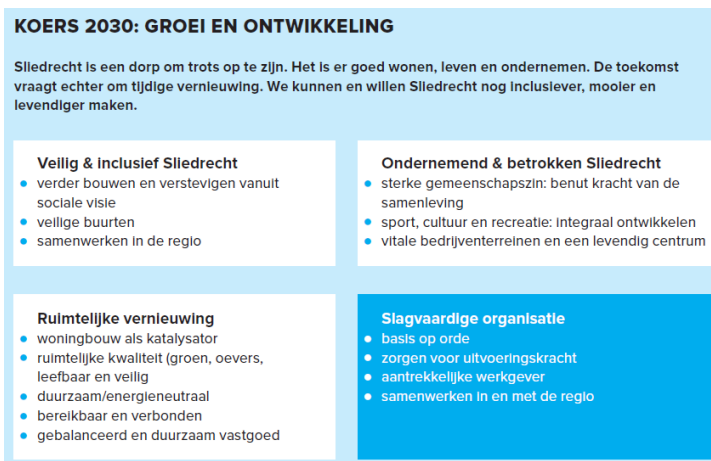 KOERS 2030: GROEI EN ONTWIKKELING
Sliedrecht is een dorp om trots op te zijn. Het is er goed wonen, leven en ondernemen. De toekomst
vraagt echter om tijdige vernieuwing. We kunnen en willen Sliedrecht nog inclusiever, mooier en
levendiger maken.
Veilig & inclusief Sliedrecht
• verder bouwen en verstevigen vanuit
sociale visie
• veilige buurten
• samenwerken in de regio
Ondernemend & betrokken Sliedrecht
• sterke gemeenschapszin: benut kracht van de
samenleving
• sport, cultuur en recreatie: integraal ontwikkelen
• vitale bedrijventerreinen en een levendig centrum
Ruimtelijke vernieuwing
• woningbouw als katalysator
• ruimtelijke kwaliteit (groen, oevers,
leefbaar en veilig
• duurzaam/energieneutraal
• bereikbaar en verbonden
• gebalanceerd en duurzaam vastgoed
Slagvaardige organisatie
• basis op orde
• zorgen voor uitvoeringskracht
• aantrekkelijke werkgever
• samenwerken in en met de regio